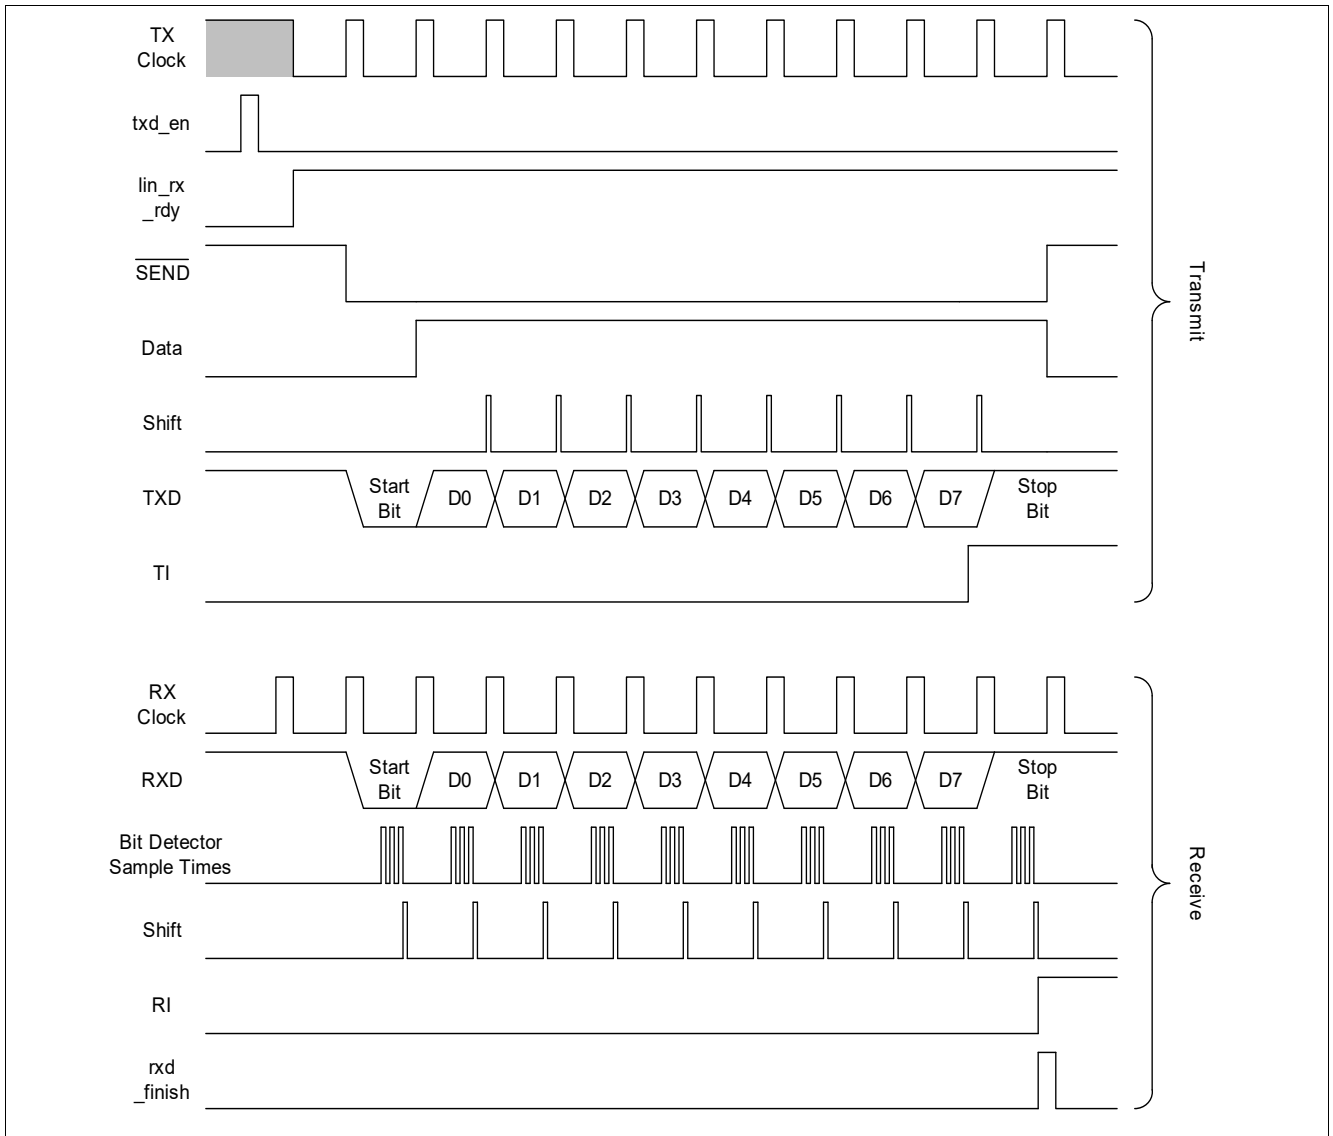 TX
Clock
txd_en
lin_rx
_rdy
SEND
Data
Shift
TXD
Start
Bit
D0
D1
D2
D3
D4
D5
D6
D7
Stop
Bit
TI
Transmit
RX
Clock
RXD
Start
Bit
D0
D1
D2
D3
D4
D5
D6
D7
Stop
Bit
Bit Detector
Sample Times
Shift
RI
rxd
_finish
Receive